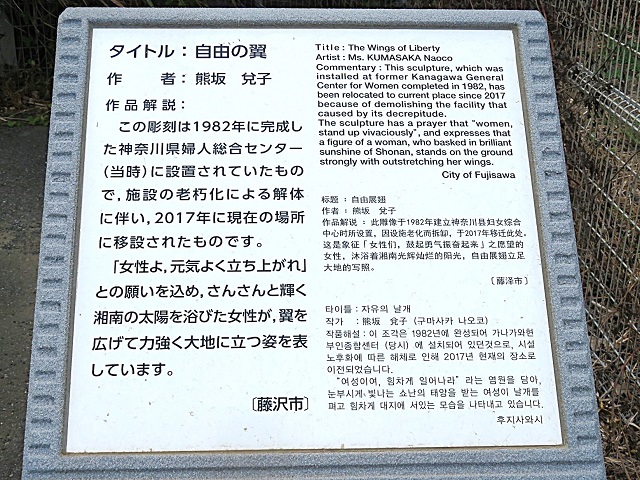 タイトル：自由の翼
作　　者：熊坂　兌子
作品解説：
この彫刻は1982年に完成し
た神奈川県婦人総合センター
(当時)に設置されていたもの
で，施設の老朽化による解体
に伴い，2017年に現在の場所
に移設されたものです。
「女性よ，元気よく立ち上がれ」
との願いを込め，さんさんと輝く
湘南の太陽を浴びた女性が，翼を
広げて力強く大地に立つ姿を表
しています。
〔藤沢市〕
Title : The Wings of Liberty
Artist : Ms. KUMASAKA Naoco
Commentary : This sculpture, which was
installed at former Kanagawa General
Center for Women completed in 1982, has
been relocated to current place since 2017
because of demolishing the facility that
caused by its decrepitude.
The sculpture has a prayer that "women,
stand up vivaciously", and expresses that
a figure of a woman, who basked in brilliant
sunshine of Shonan, stands on the ground
strongly with outstretching her wings.
City of Fujisawa
标题：自由展翅
作者：熊坂　兌子
作品解说：此雕像于1982年建立神奈川县妇女综合
中心时所设置，因设施老化而拆卸，于2017年移迁此处。
这是象征「女性们，鼓起勇气振奋起来」之愿望的
女性，沐浴着湘南光辉灿烂的阳光，自由展翅立足
大地的写照。
〔藤泽市〕
타이틀：자유의 날개
작가　：熊坂　兌子 (구마사카 나오코)
작품해설：이 조각은 1982년에 완성되어 가나가와현
부인종합센터 (당시) 에 설치되어 있던것으로, 시설
노후화에 따른 해체로 인해 2017년 현재의 장소로
이전되었습니다.
"여성이여, 힘차게 일어나라" 라는 염원을 담아,
눈부시게 빛나는 쇼난의 태양을 받는 여성이 날개를
펴고 힘차게 대지에 서있는 모습을 나타내고 있습니다.
후지사와시